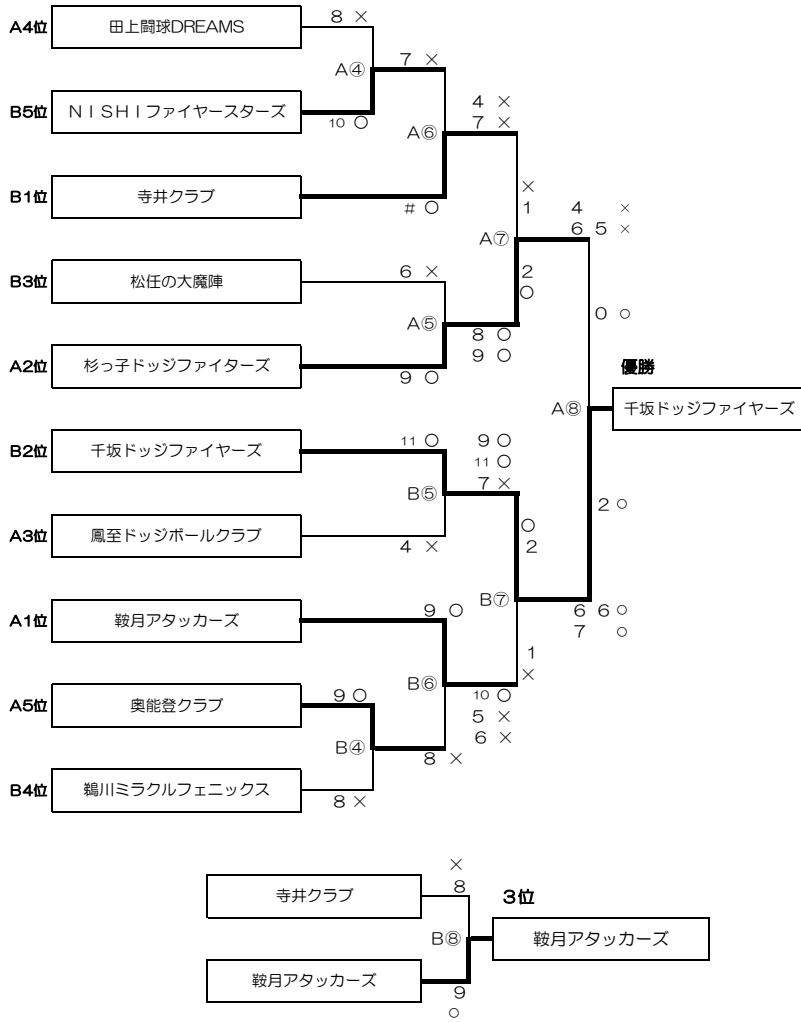 A4位 田上闘球DREAMS 8 ×
A④ 7 ×
B5位 NISHIファイヤースターズ 10 ○
4 ×
7 ×
A⑥
B1位 寺井クラブ # ○
×
1
4 ×
6 5 ×
A⑦
B3位 松任の大魔陣 6 ×
2
○
A⑤
8 ○
9 ○
0 ○
A2位 杉っ子ドッジファイターズ 9 ○
優勝
A⑧ 千坂ドッジファイヤーズ
B2位 千坂ドッジファイヤーズ 11 ○
9 ○
11 ○
7 ×
B⑤
2 ○
○
2
A3位 鳳至ドッジボールクラブ 4 ×
B⑦
6 6 ○
7 ○
A1位 鞍月アタッカーズ 9 ○
1
×
B⑥
10 ○
5 ×
6 ×
A5位 奥能登クラブ 9 ○
B④ 8 ×
B4位 鵜川ミラクルフェニックス 8 ×
×
8
寺井クラブ
3位
B⑧ 鞍月アタッカーズ
鞍月アタッカーズ
9
○